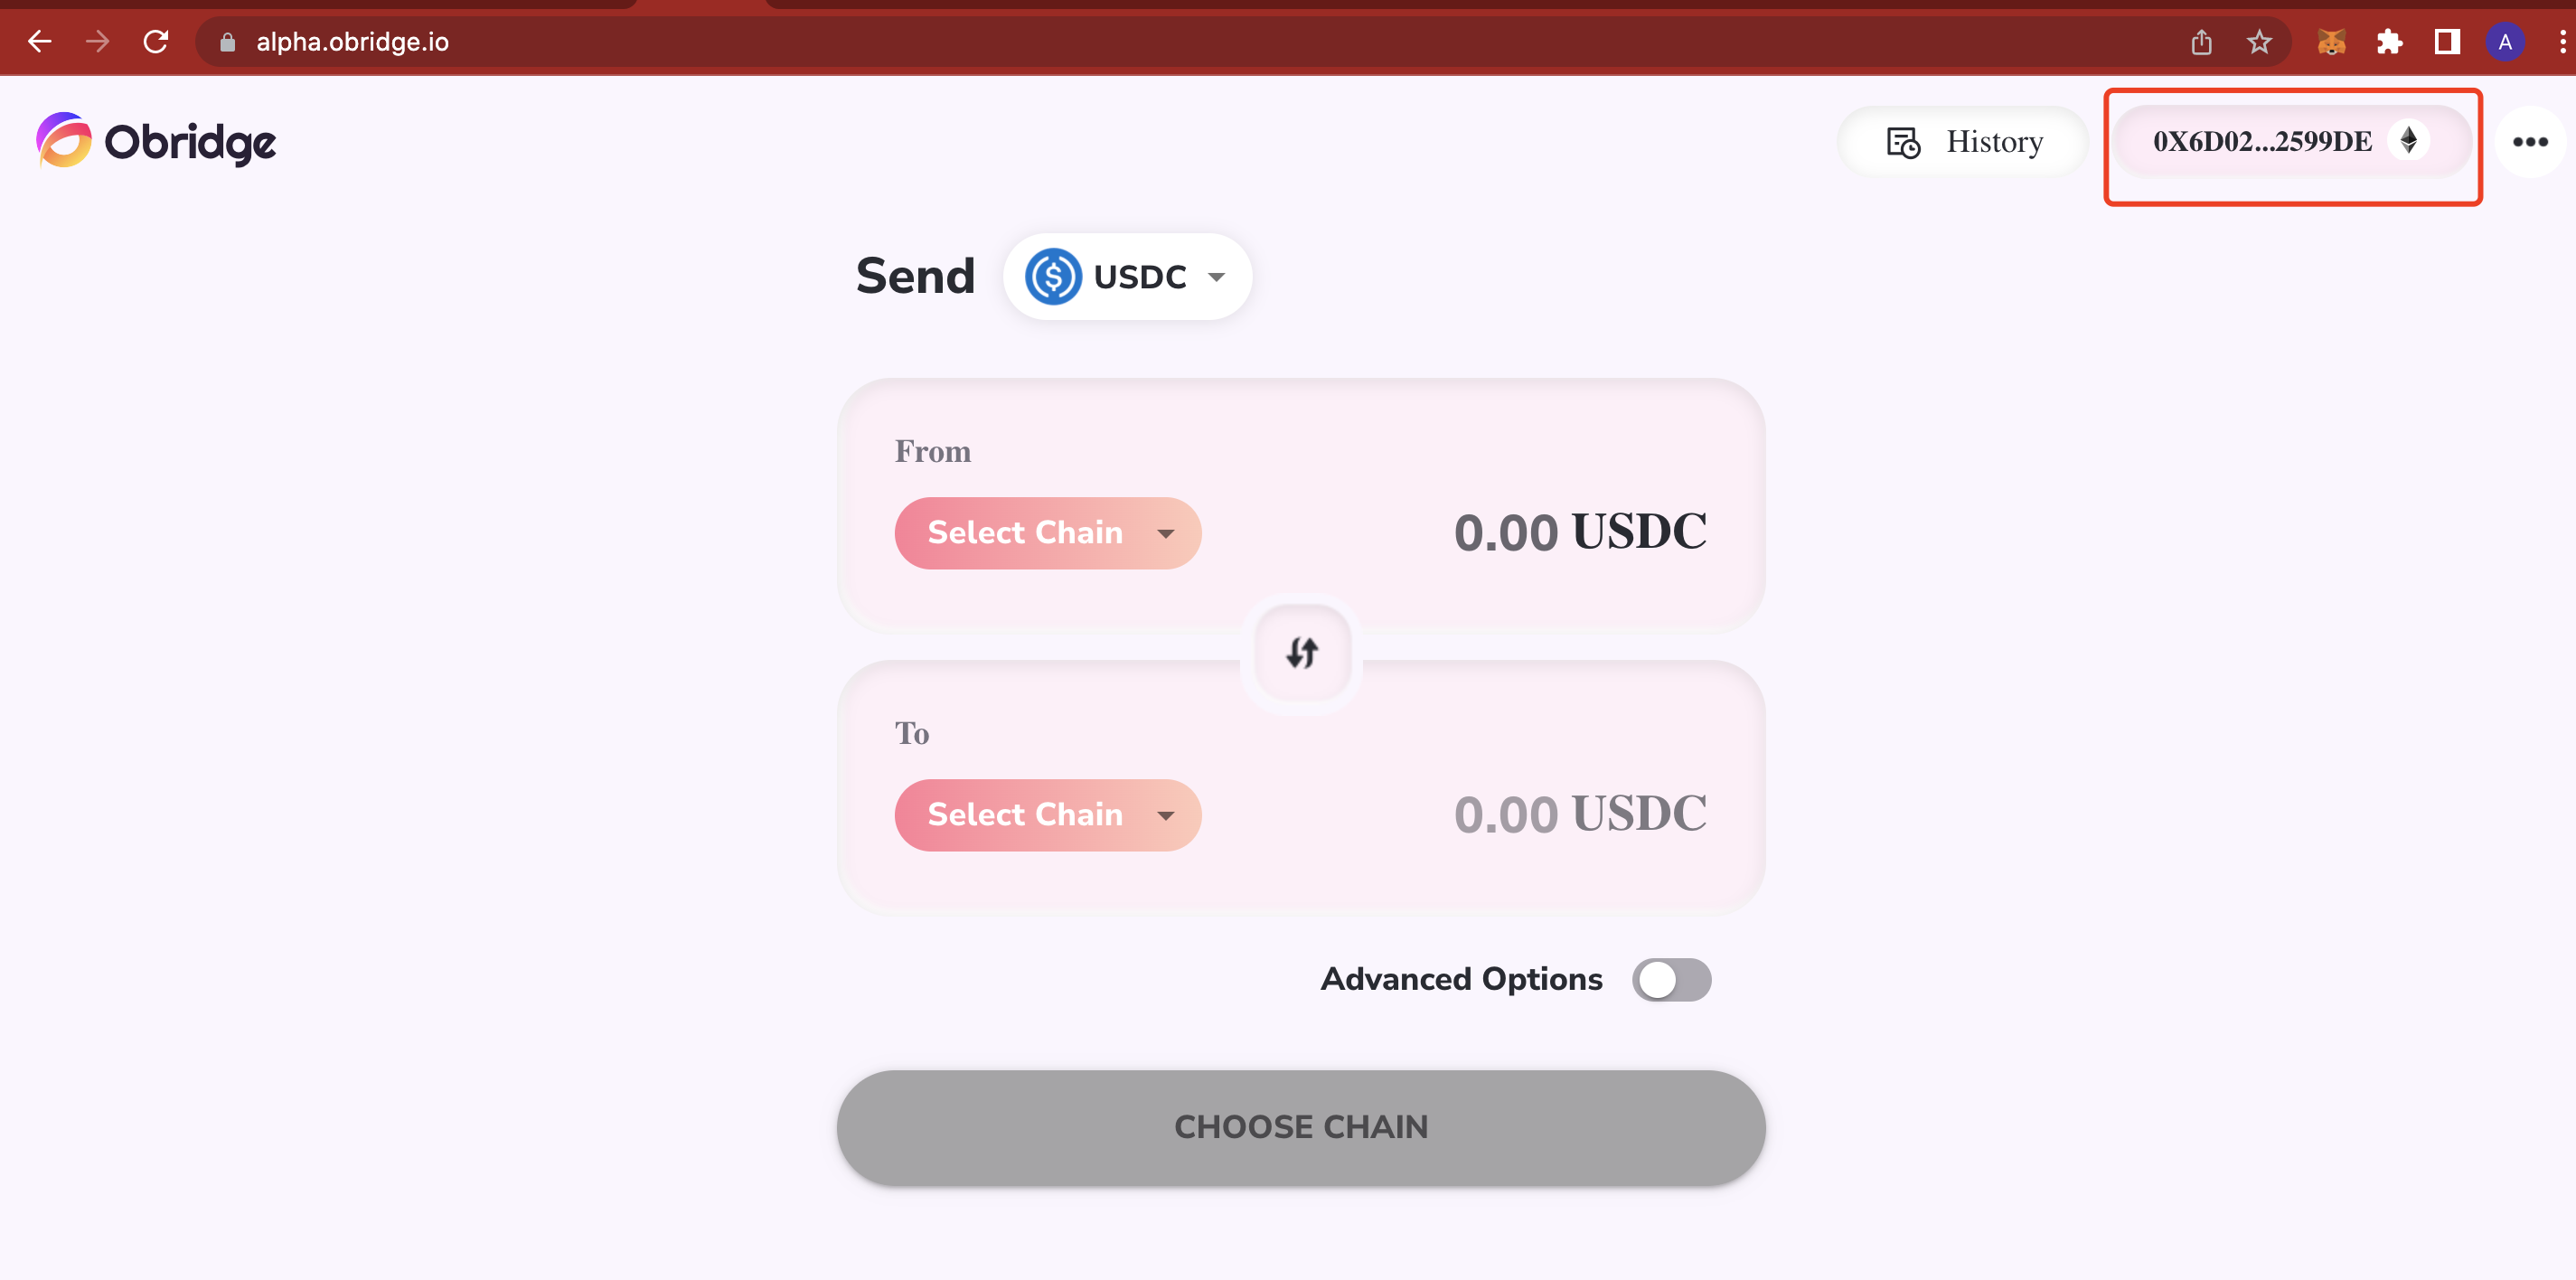 alpha.obridge.io
A
Obridge
History
0X6D02...2599DE
Send
USDC
From
Select Chain
0.00 USDC
To
Select Chain
0.00 USDC
Advanced Options
CHOOSE CHAIN